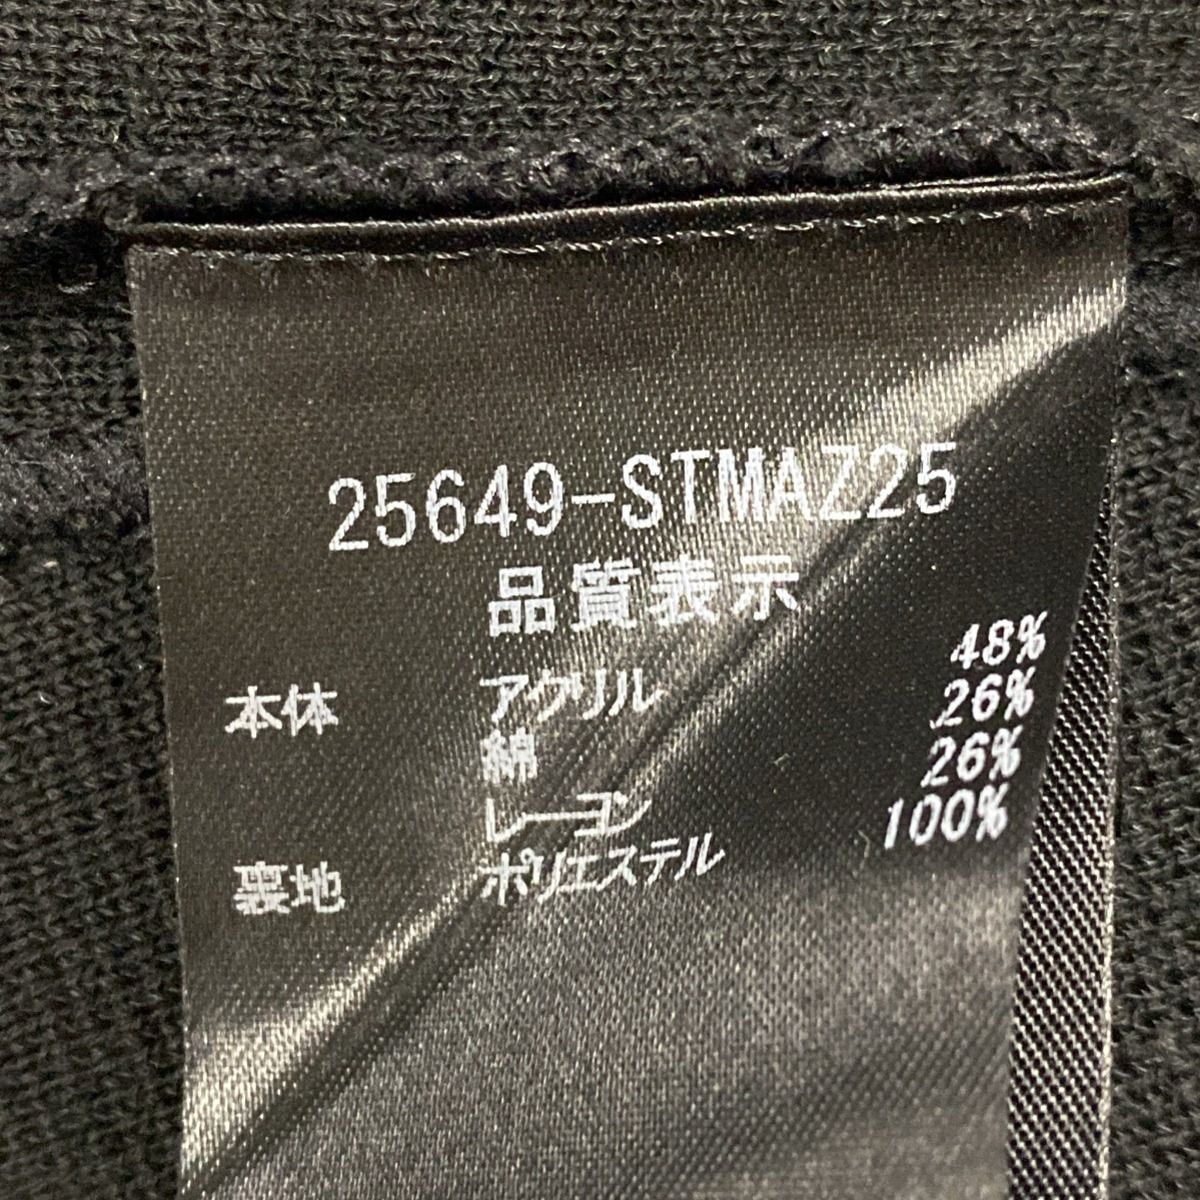 25649-STMAZ25
品質表示
本体 アクリル 48%
綿 26%
レーヨン 26%
裏地 ポリエステル 100%